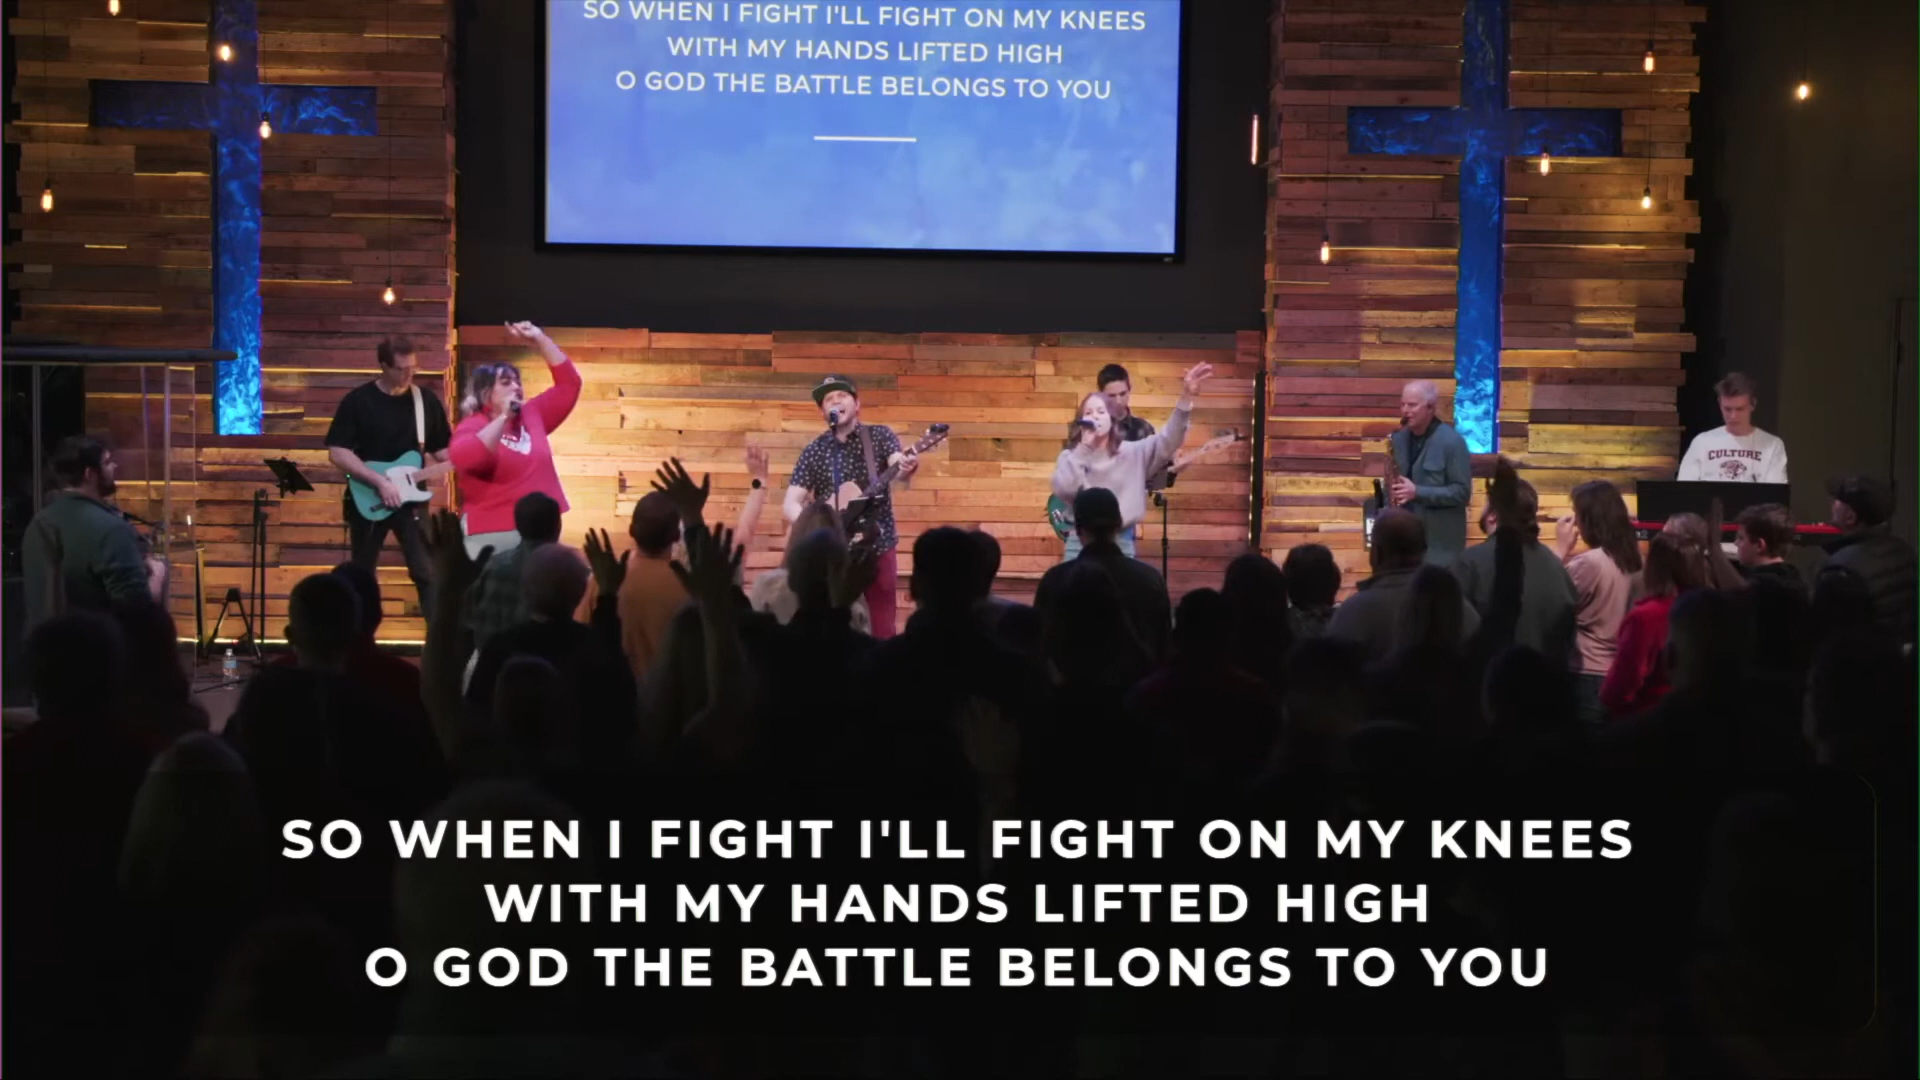 SO WHEN I FIGHT I'LL FIGHT ON MY KNEES
WITH MY HANDS LIFTED HIGH
O GOD THE BATTLE BELONGS TO YOU
CULTURE
SO WHEN I FIGHT I'LL FIGHT ON MY KNEES
WITH MY HANDS LIFTED HIGH
O GOD THE BATTLE BELONGS TO YOU